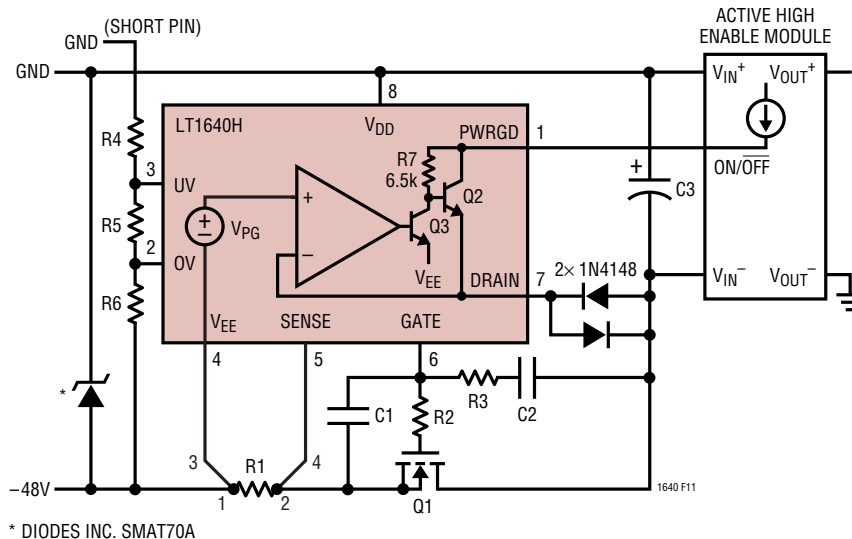 ACTIVE HIGH
ENABLE MODULE
(SHORT PIN)
GND
GND
8
LT1640H
VDD
PWRGD
1
VIN+
VOUT+
R4
R7
6.5k
ON/OFF
3
UV
+
Q2
+
C3
R5
+
−
VPG
Q3
2
OV
−
VEE
DRAIN
7
2× 1N4148
VIN−
VOUT−
R6
VEE
SENSE
GATE
4
5
6
*
C1
R2
R3
C2
3
R1
4
−48V
1
2
Q1
1640 F11
* DIODES INC. SMAT70A